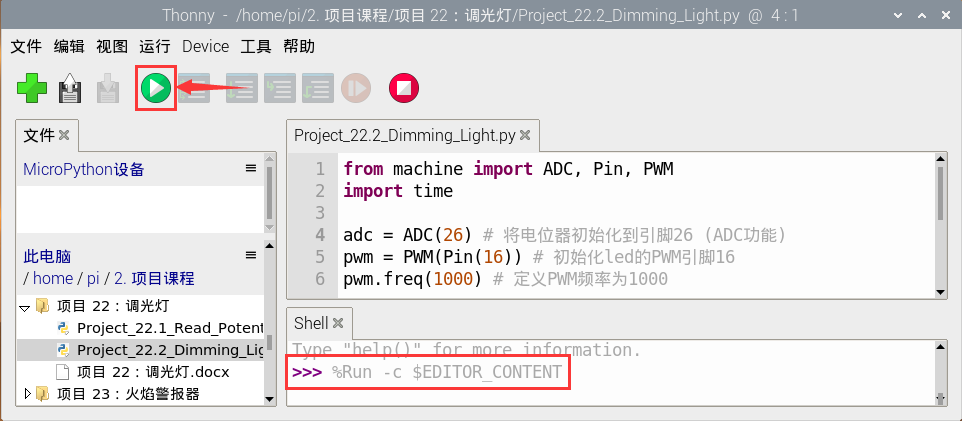 Thonny - /home/pi/2. 项目课程/项目 22：调光灯/Project_22.2_Dimming_Light.py @ 4 : 1
文件 编辑 视图 运行 Device 工具 帮助
文件
MicroPython设备
此电脑
/ home / pi / 2. 项目课程
项目 22：调光灯
Project_22.1_Read_Potent
Project_22.2_Dimming_Lig
项目 22：调光灯.docx
项目 23：火焰警报器
Project_22.2_Dimming_Light.py
1 from machine import ADC, Pin, PWM
2 import time
3
4 adc = ADC(26) # 将电位器初始化到引脚26 (ADC功能)
5 pwm = PWM(Pin(16)) # 初始化led的PWM引脚16
6 pwm.freq(1000) # 定义PWM频率为1000
Shell
Type "help()" for more information.
>>> %Run -c $EDITOR_CONTENT